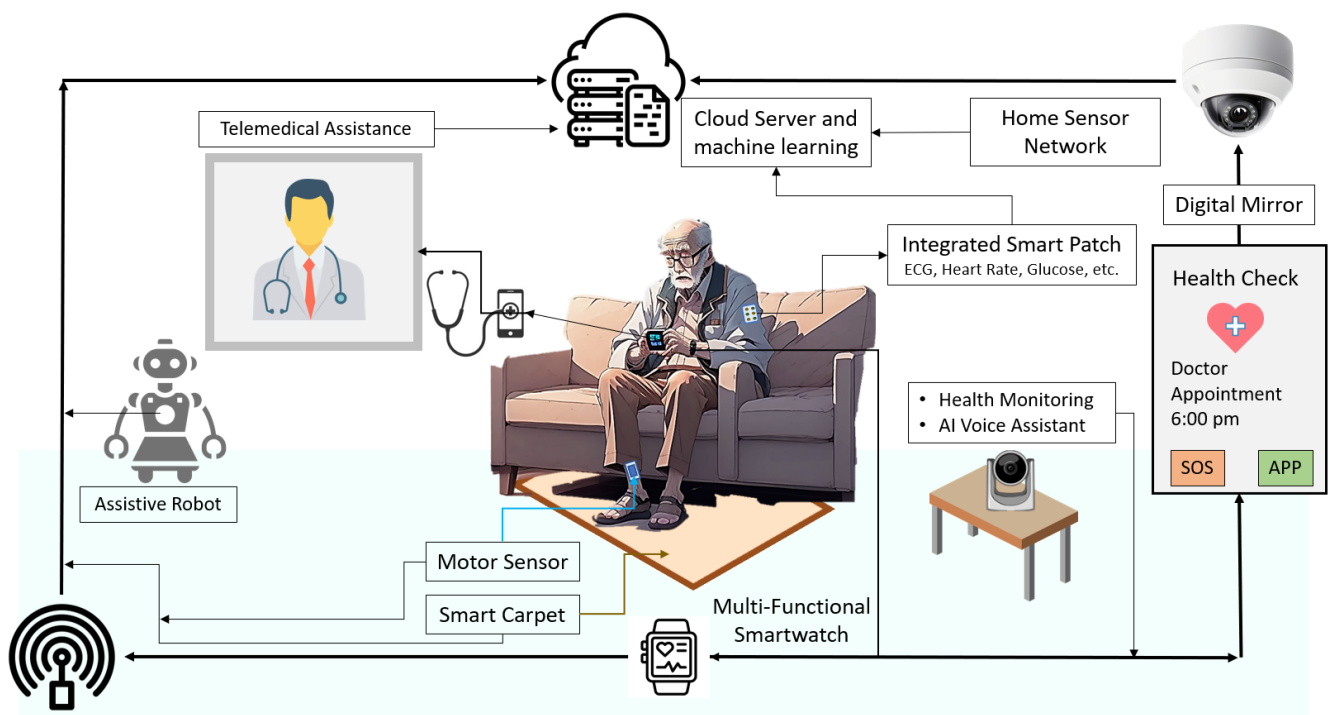 Telemedical Assistance
Cloud Server and
machine learning
Home Sensor
Network
Digital Mirror
Integrated Smart Patch
ECG, Heart Rate, Glucose, etc.
Health Check
Doctor
Appointment
6:00 pm
SOS
APP
• Health Monitoring
• AI Voice Assistant
Assistive Robot
Motor Sensor
Smart Carpet
Multi-Functional
Smartwatch